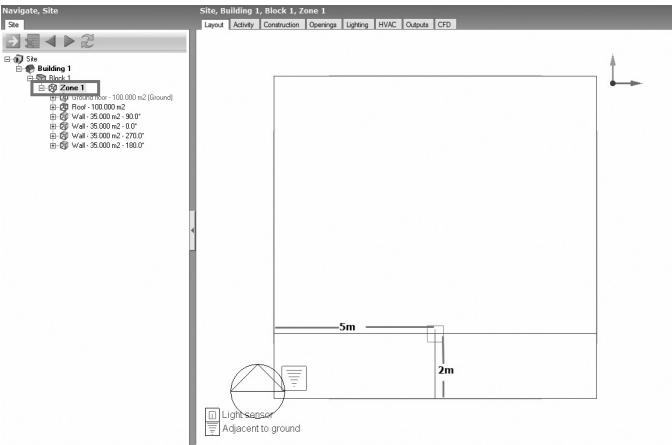 Navigate, Site
Site
Site
Building 1
Block 1
Zone 1
Ground floor - 100.000 m2 (Ground)
Roof - 100.000 m2
Wall - 35.000 m2 - 90.0°
Wall - 35.000 m2 - 0.0°
Wall - 35.000 m2 - 270.0°
Wall - 35.000 m2 - 180.0°
Site, Building 1, Block 1, Zone 1
Layout Activity Construction Openings Lighting HVAC Outputs CFD
5m
2m
Light sensor
Adjacent to ground